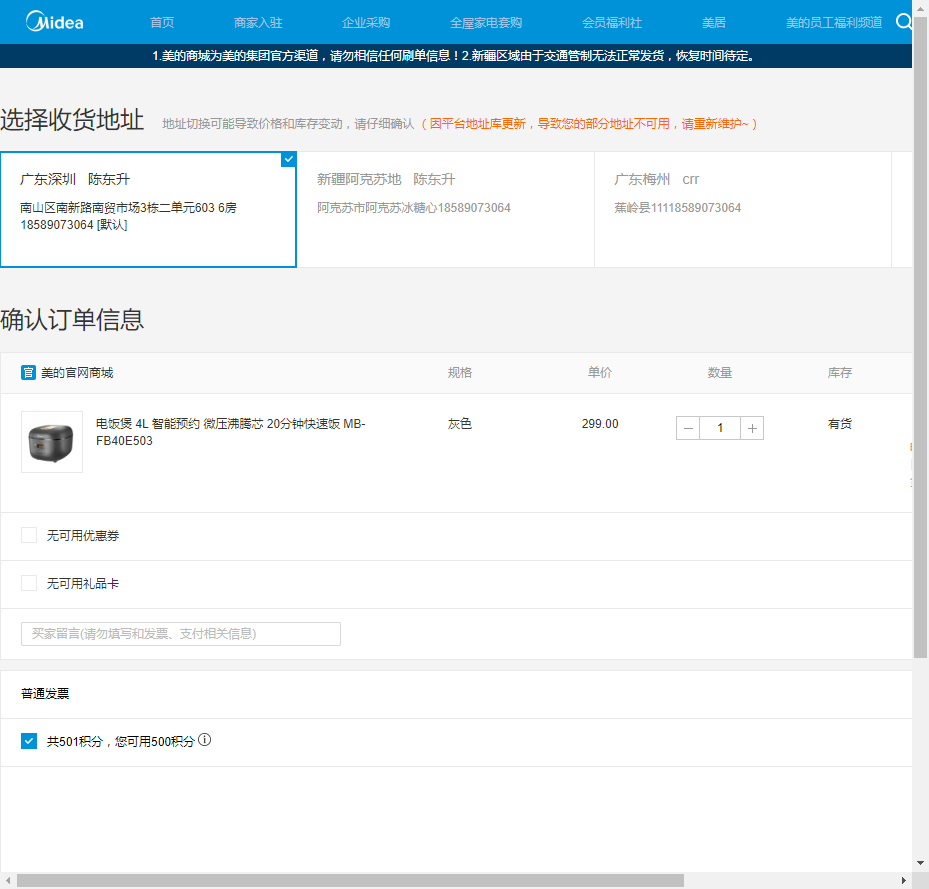 Midea 首页 商家入驻 企业采购 全屋家电套购 会员福利社 美居 美的员工福利频道
1.美的商城为美的集团官方渠道，请勿相信任何刷单信息！2.新疆区域由于交通管制无法正常发货，恢复时间待定。
选择收货地址 地址切换可能导致价格和库存变动，请仔细确认（因平台地址库更新，导致您的部分地址不可用，请重新维护~）
广东深圳 陈东升
南山区南新路南贸市场3栋二单元603 6房
18589073064 [默认]
新疆阿克苏地 陈东升
阿克苏市阿克苏冰糖心18589073064
广东梅州 crr
蕉岭县11118589073064
确认订单信息
官 美的官网商城 规格 单价 数量 库存
电饭煲 4L 智能预约 微压沸腾芯 20分钟快速饭 MB-
FB40E503
灰色 299.00 － 1 ＋ 有货
无可用优惠券
无可用礼品卡
买家留言(请勿填写和发票、支付相关信息)
普通发票
共501积分，您可用500积分